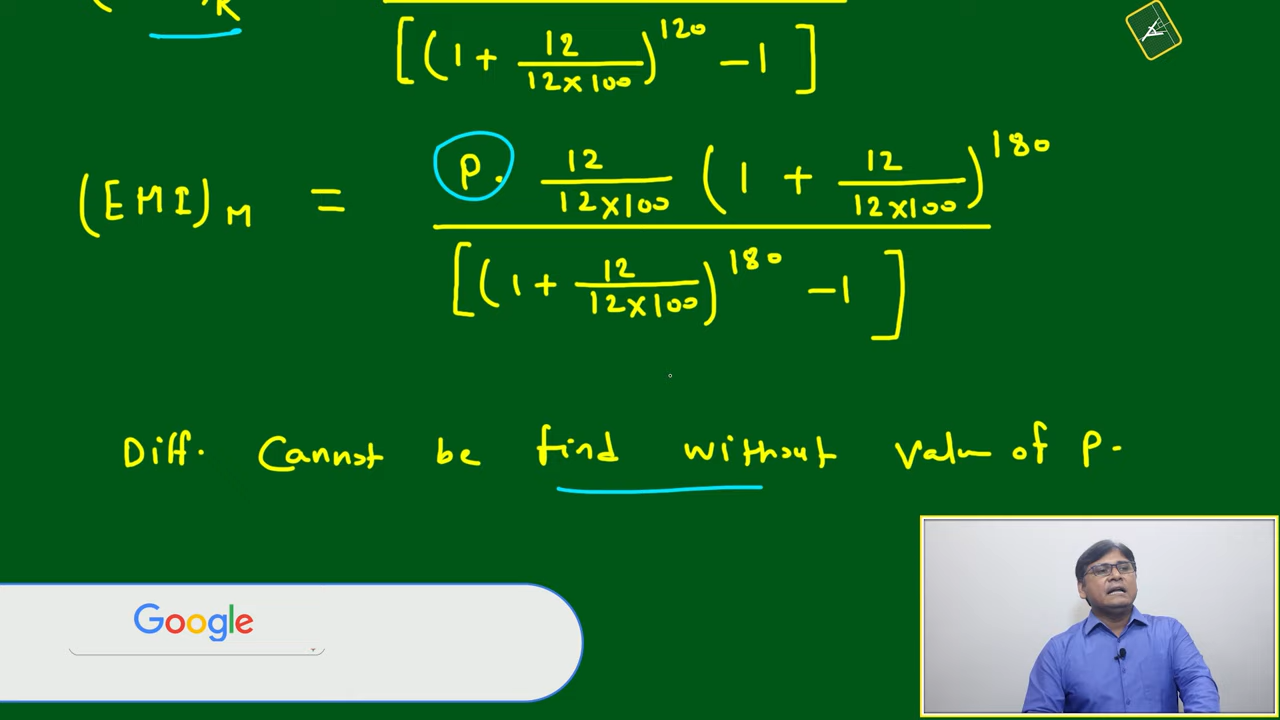 K
[(1 + 12/12×100)^120 - 1]
(EMI)M = P. 12/12×100 (1 + 12/12×100)^180
[(1 + 12/12×100)^180 - 1]
Diff. Cannot be find without value of P.
Google